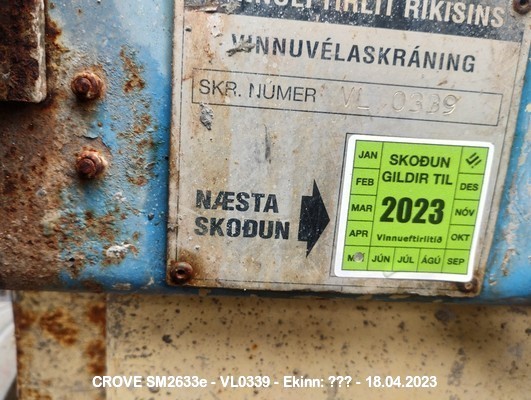 RÍKISINS
VINNUVÉLASKRÁNING
SKR. NÚMER VL 0339
NÆSTA
SKOÐUN
JAN
FEB
MAR
APR
SKOÐUN
GILDIR TIL
2023
Vinnueftirlitið
DES
NÓV
OKT
JÚN JÚL ÁGÚ SEP
CROVE SM2633e - VL0339 - Ekinn: ??? - 18.04.2023